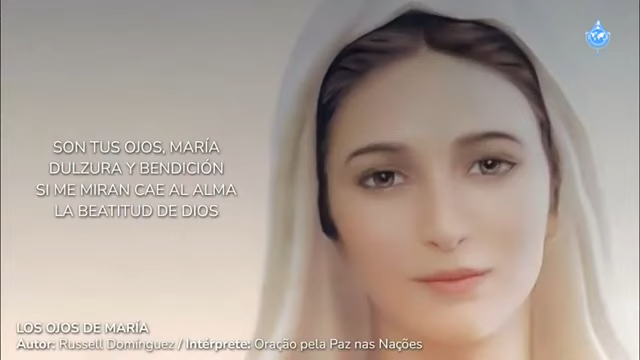 SON TUS OJOS, MARÍA
DULZURA Y BENDICIÓN
SI ME MIRAN CAE AL ALMA
LA BEATITUD DE DIOS
LOS OJOS DE MARÍA
Autor: Russell Domínguez / Intérprete: Oração pela Paz nas Nações